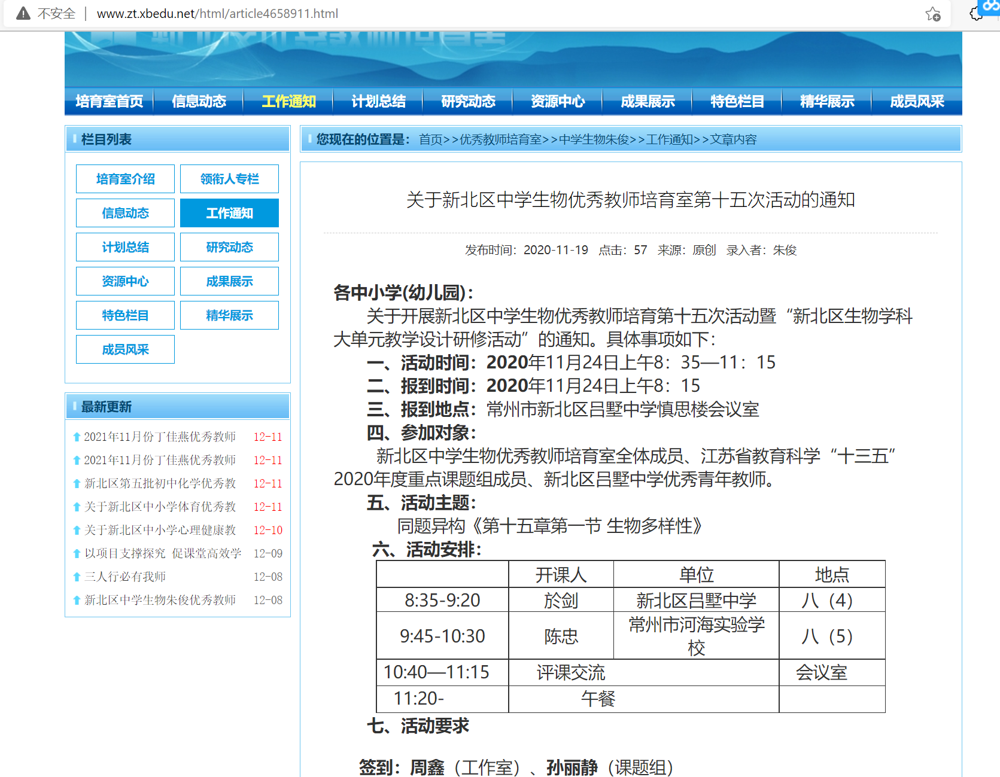 不安全 www.zt.xbedu.net/html/article4658911.html
培育室首页 信息动态 工作通知 计划总结 研究动态 资源中心 成果展示 特色栏目 精华展示 成员风采
栏目列表
培育室介绍 领衔人专栏
信息动态 工作通知
计划总结 研究动态
资源中心 成果展示
特色栏目 精华展示
成员风采
最新更新
2021年11月份丁佳燕优秀教师 12-11
2021年11月份丁佳燕优秀教师 12-11
新北区第五批初中化学优秀教 12-11
关于新北区中小学体育优秀教 12-11
关于新北区中小学心理健康教 12-10
以项目支撑探究 促课堂高效学 12-09
三人行必有我师 12-08
新北区中学生物朱俊优秀教师 12-08
您现在的位置是：首页>>优秀教师培育室>>中学生物朱俊>>工作通知>>文章内容
关于新北区中学生物优秀教师培育室第十五次活动的通知
发布时间：2020-11-19 点击：57 来源：原创 录入者：朱俊
各中小学(幼儿园)：
关于开展新北区中学生物优秀教师培育第十五次活动暨“新北区生物学科
大单元教学设计研修活动”的通知。具体事项如下：
一、活动时间：2020年11月24日上午8：35—11：15
二、报到时间：2020年11月24日上午8：15
三、报到地点：常州市新北区吕墅中学慎思楼会议室
四、参加对象：
新北区中学生物优秀教师培育室全体成员、江苏省教育科学“十三五”
2020年度重点课题组成员、新北区吕墅中学优秀青年教师。
五、活动主题：
同题异构《第十五章第一节 生物多样性》
六、活动安排：
开课人 单位 地点
8:35-9:20 於剑 新北区吕墅中学 八（4）
9:45-10:30 陈忠 常州市河海实验学
校 八（5）
10:40—11:15 评课交流 会议室
11:20- 午餐
七、活动要求
签到：周鑫（工作室）、孙丽静（课题组）